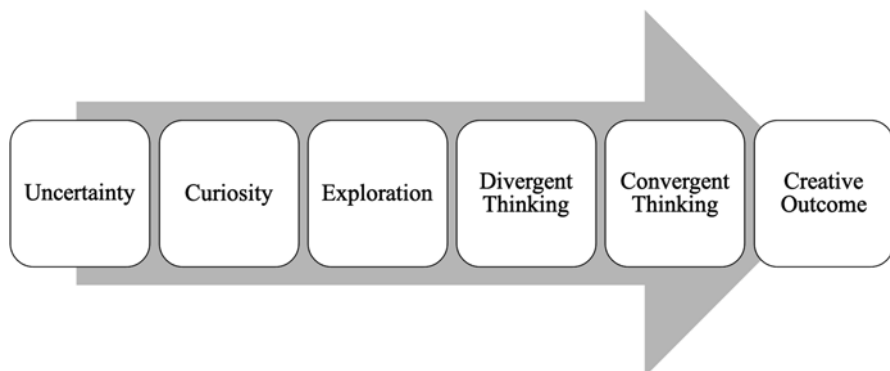 Uncertainty
Curiosity
Exploration
Divergent
Thinking
Convergent
Thinking
Creative
Outcome